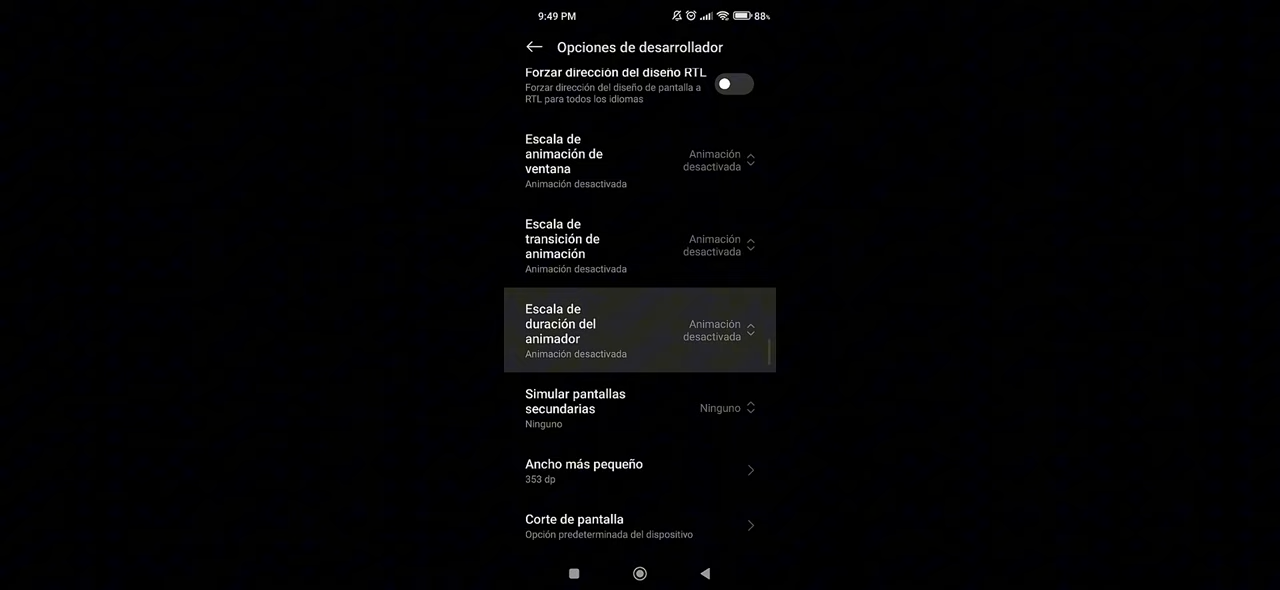 9:49 PM
88%
Opciones de desarrollador
Forzar dirección del diseño RTL
Forzar dirección del diseño de pantalla a
RTL para todos los idiomas
Escala de
animación de
ventana
Animación desactivada
Animación
desactivada
Escala de
transición de
animación
Animación desactivada
Animación
desactivada
Escala de
duración del
animador
Animación desactivada
Animación
desactivada
Simular pantallas
secundarias
Ninguno
Ninguno
Ancho más pequeño
353 dp
Corte de pantalla
Opción predeterminada del dispositivo